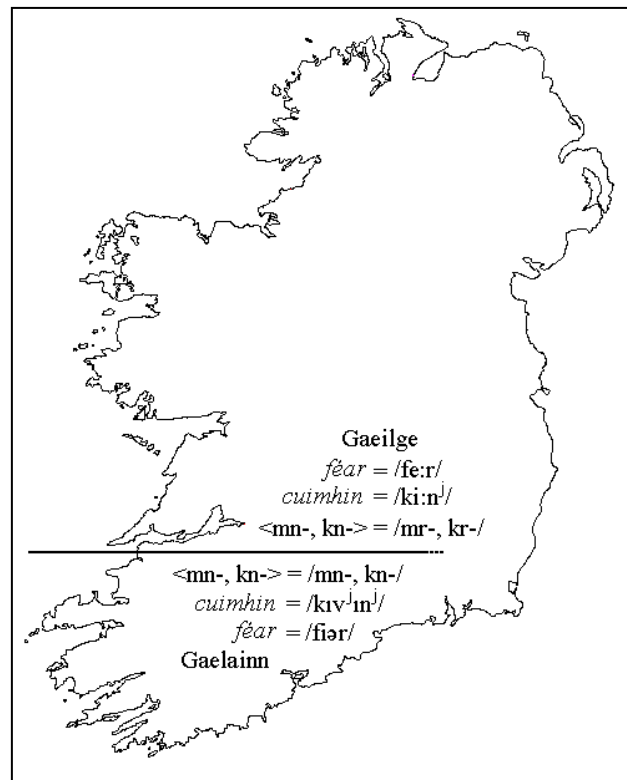 Gaeilge
féar = /fe:r/
cuimhin = /ki:nʲ/
<mn-, kn-> = /mr-, kr-/
<mn-, kn-> = /mn-, kn-/
cuimhin = /kɪvʲɪnʲ/
féar = /fiər/
Gaelainn